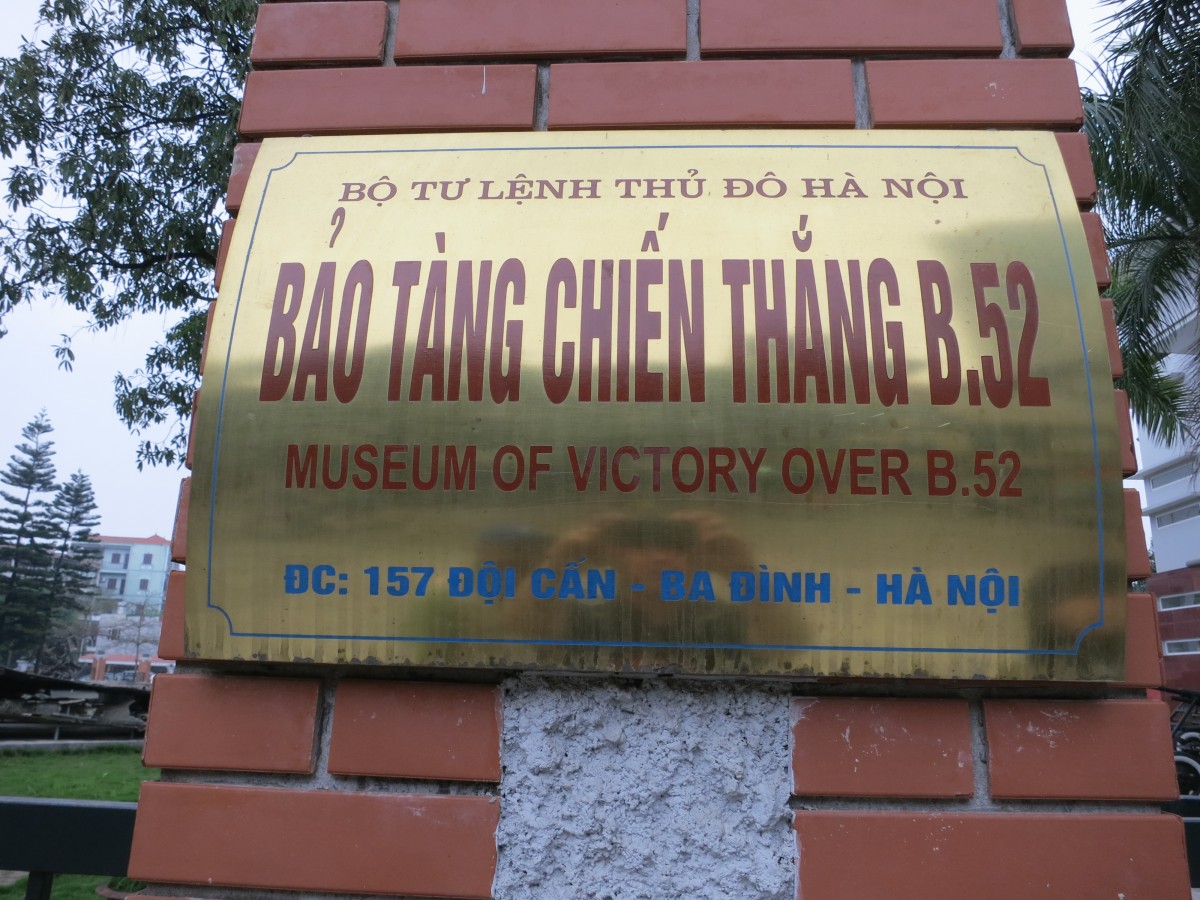 BỘ TƯ LỆNH THỦ ĐÔ HÀ NỘI
BẢO TÀNG CHIẾN THẮNG B.52
MUSEUM OF VICTORY OVER B.52
ĐC: 157 ĐỘI CẤN - BA ĐÌNH - HÀ NỘI